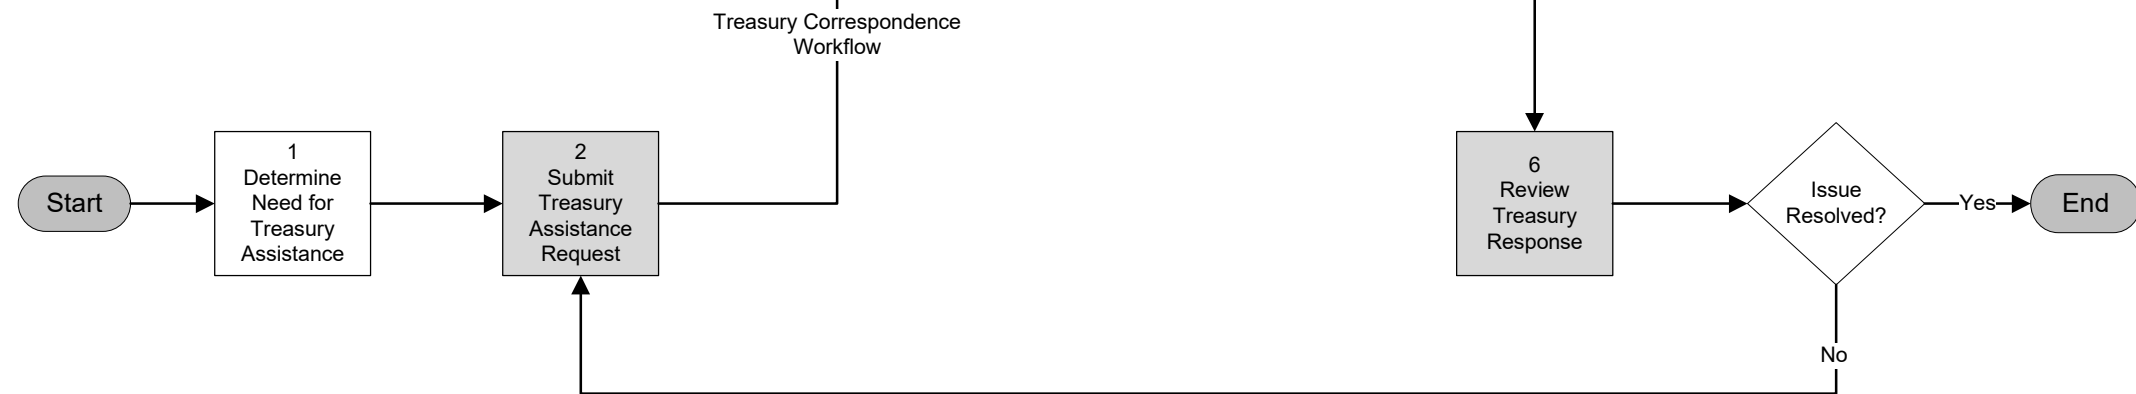 Treasury Correspondence
Workflow
Start
1
Determine
Need for
Treasury
Assistance
2
Submit
Treasury
Assistance
Request
6
Review
Treasury
Response
Issue
Resolved?
Yes
End
No